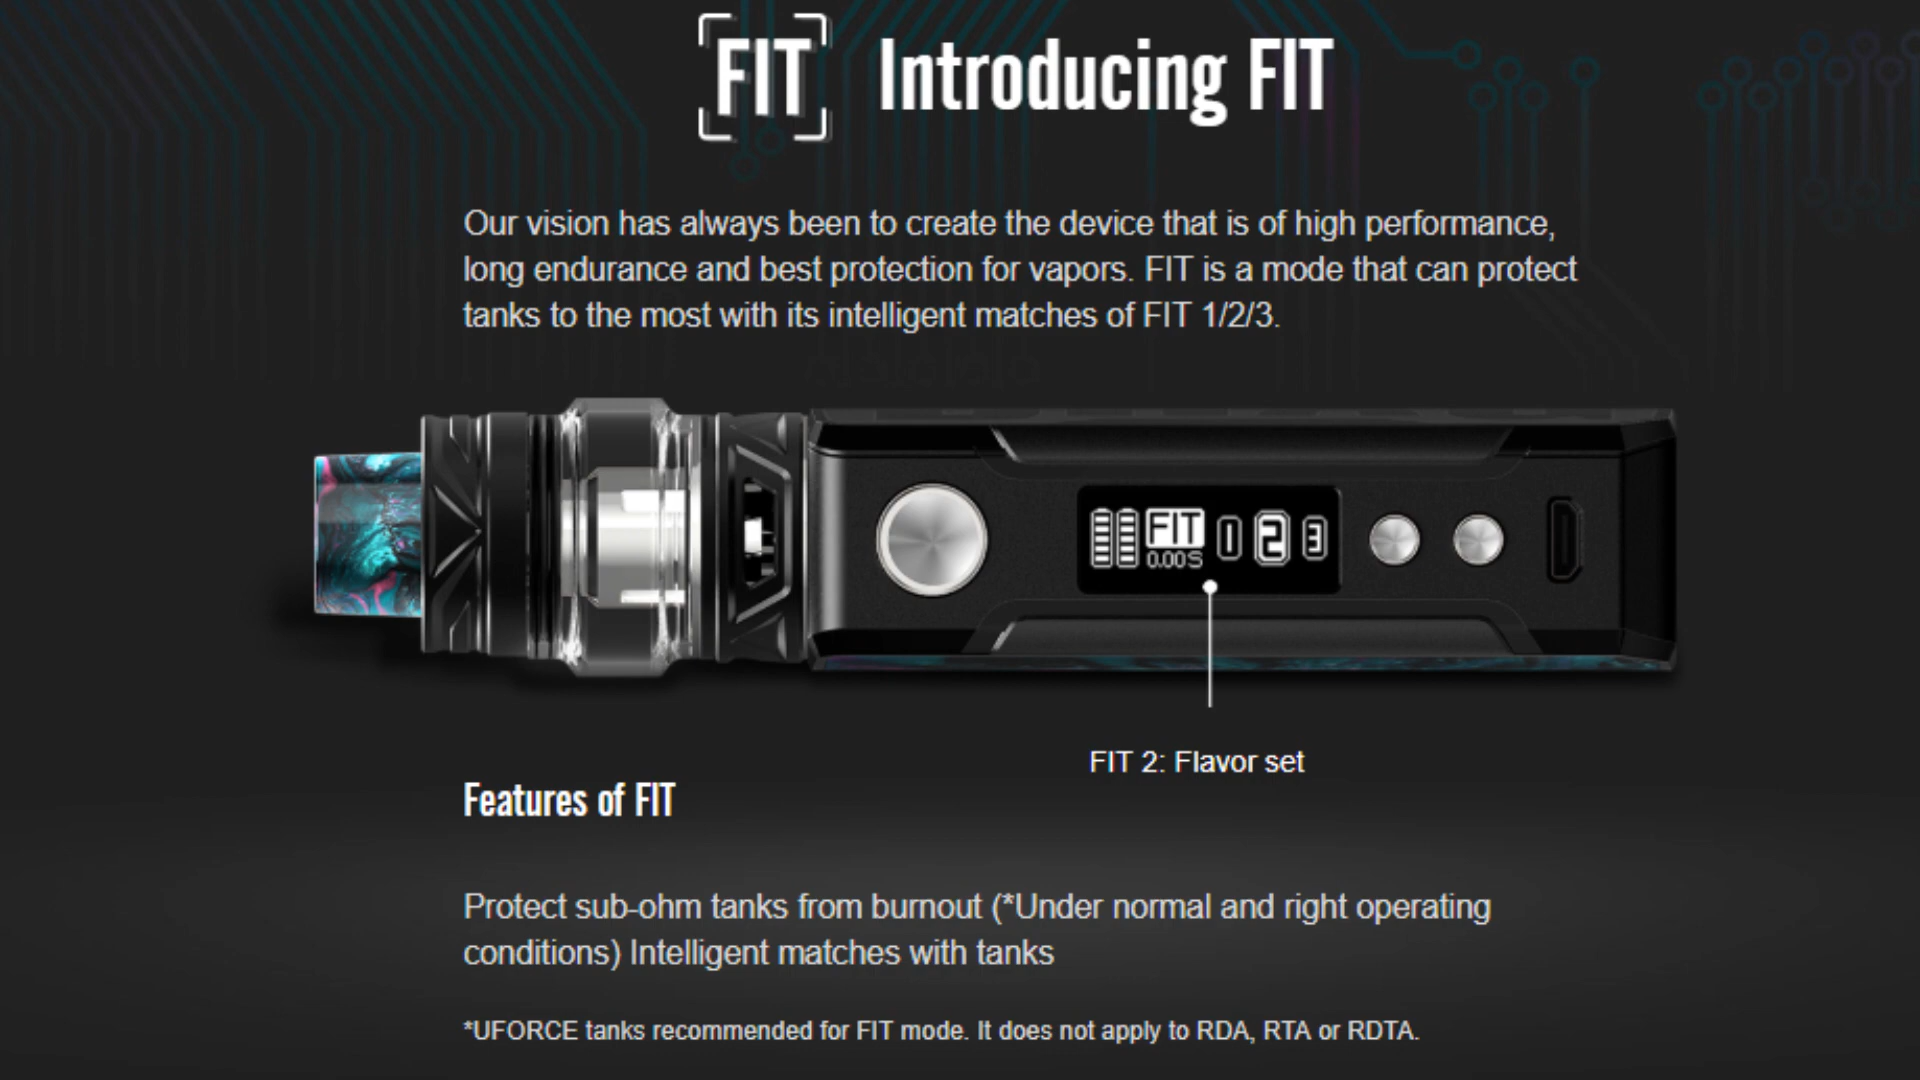 FIT Introducing FIT
Our vision has always been to create the device that is of high performance,
long endurance and best protection for vapors. FIT is a mode that can protect
tanks to the most with its intelligent matches of FIT 1/2/3.
FIT 1 2 3
0.00S
FIT 2: Flavor set
Features of FIT
Protect sub-ohm tanks from burnout (*Under normal and right operating
conditions) Intelligent matches with tanks
*UFORCE tanks recommended for FIT mode. It does not apply to RDA, RTA or RDTA.